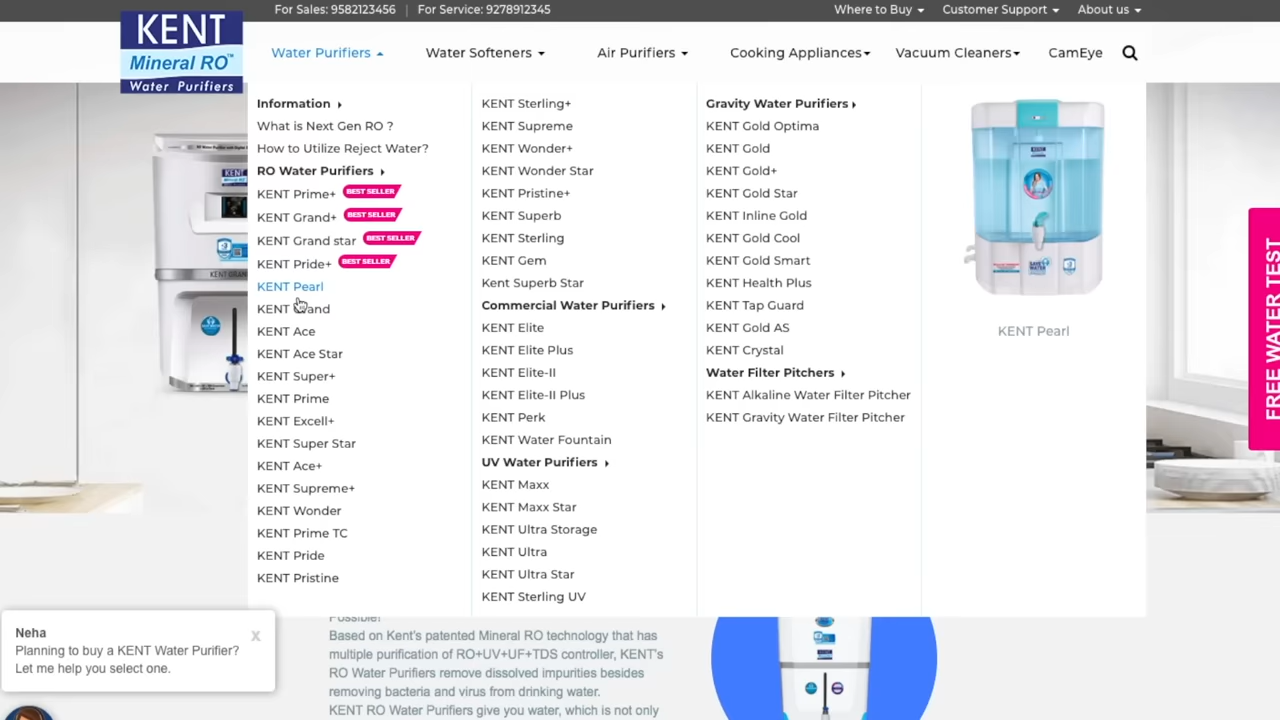 For Sales: 9582123456 | For Service: 9278912345
Where to Buy
Customer Support
About us
KENT
Mineral RO™
Water Purifiers
Water Purifiers
Water Softeners
Air Purifiers
Cooking Appliances
Vacuum Cleaners
CamEye
Information
What is Next Gen RO ?
How to Utilize Reject Water?
RO Water Purifiers
KENT Prime+ BEST SELLER
KENT Grand+ BEST SELLER
KENT Grand star BEST SELLER
KENT Pride+ BEST SELLER
KENT Pearl
KENT Grand
KENT Ace
KENT Ace Star
KENT Super+
KENT Prime
KENT Excell+
KENT Super Star
KENT Ace+
KENT Supreme+
KENT Wonder
KENT Prime TC
KENT Pride
KENT Pristine
KENT Sterling+
KENT Supreme
KENT Wonder+
KENT Wonder Star
KENT Pristine+
KENT Superb
KENT Sterling
KENT Gem
Kent Superb Star
Commercial Water Purifiers
KENT Elite
KENT Elite Plus
KENT Elite-II
KENT Elite-II Plus
KENT Perk
KENT Water Fountain
UV Water Purifiers
KENT Maxx
KENT Maxx Star
KENT Ultra Storage
KENT Ultra
KENT Ultra Star
KENT Sterling UV
Gravity Water Purifiers
KENT Gold Optima
KENT Gold
KENT Gold+
KENT Gold Star
KENT Inline Gold
KENT Gold Cool
KENT Gold Smart
KENT Health Plus
KENT Tap Guard
KENT Gold AS
KENT Crystal
Water Filter Pitchers
KENT Alkaline Water Filter Pitcher
KENT Gravity Water Filter Pitcher
KENT
KENT Pearl
FREE WATER TEST
KENT
Possible!
Based on Kent's patented Mineral RO technology that has
multiple purification of RO+UV+UF+TDS controller, KENT's
RO Water Purifiers remove dissolved impurities besides
removing bacteria and virus from drinking water.
KENT RO Water Purifiers give you water, which is not only
KENT
Neha
x
Planning to buy a KENT Water Purifier?
Let me help you select one.